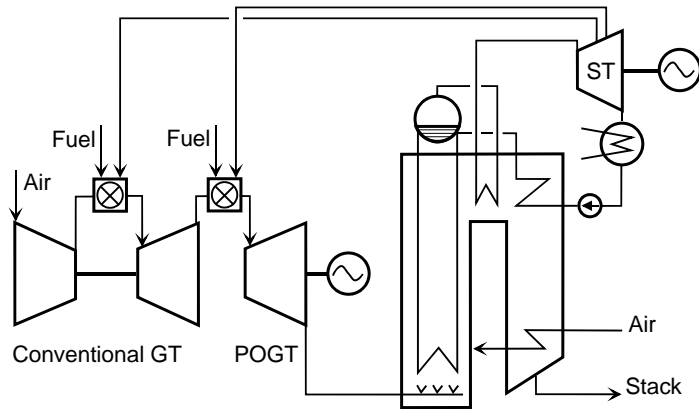 ST
Fuel
Fuel
Air
Air
Conventional GT
POGT
Stack